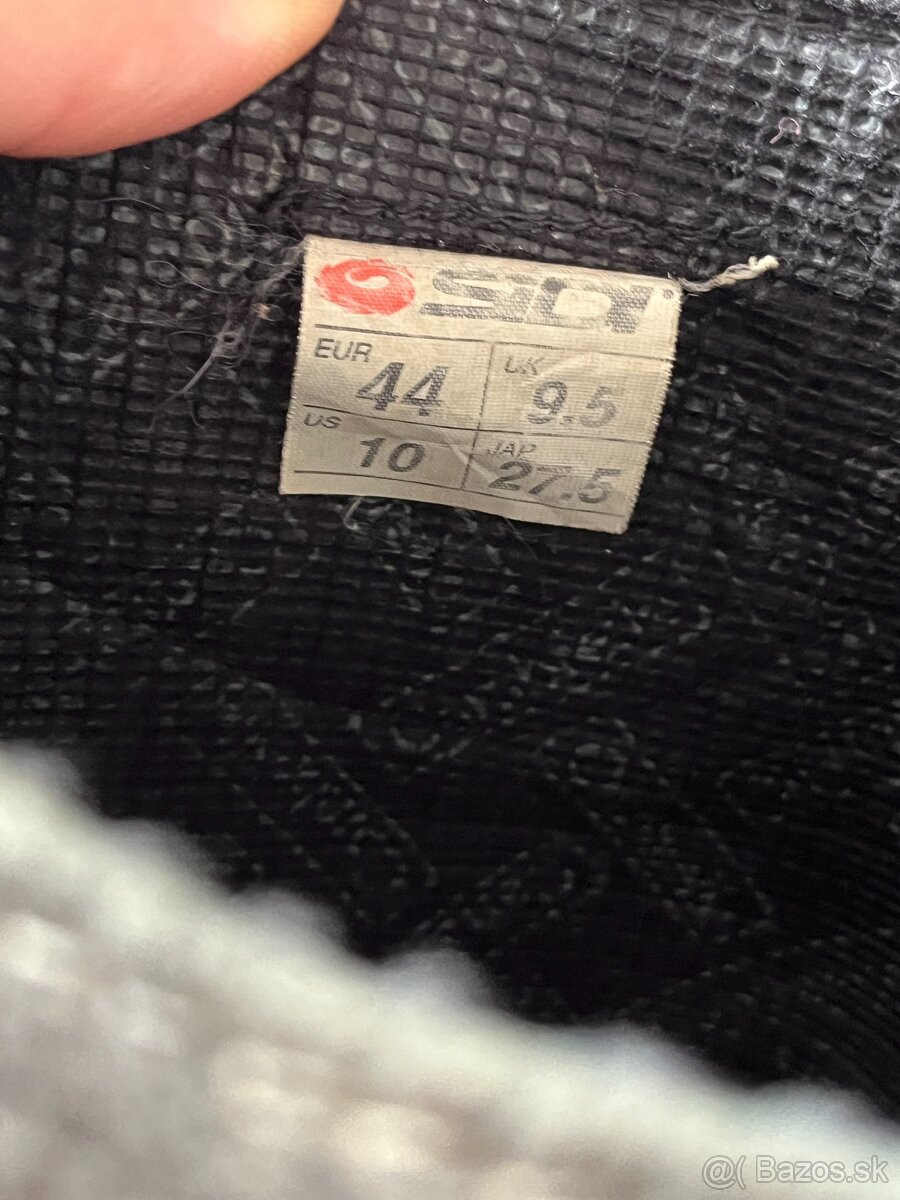 SIDI
EUR 44 UK 9.5
US 10 JAP 27.5
@( Bazos.sk